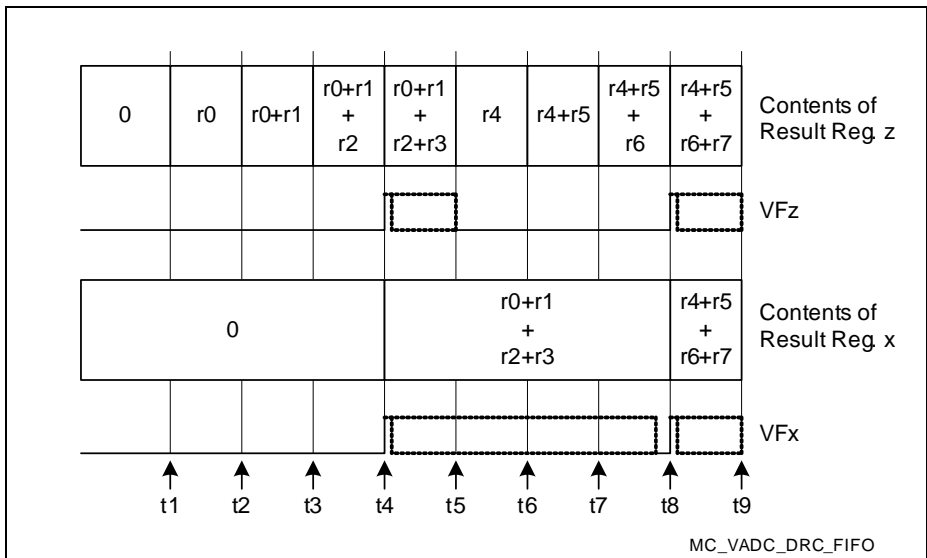 0
r0
r0+r1
r0+r1
+
r2
r0+r1
+
r2+r3
r4
r4+r5
r4+r5
+
r6
r4+r5
+
r6+r7
Contents of
Result Reg. z
VFz
0
r0+r1
+
r2+r3
r4+r5
+
r6+r7
Contents of
Result Reg. x
VFx
t1 t2 t3 t4 t5 t6 t7 t8 t9
MC_VADC_DRC_FIFO